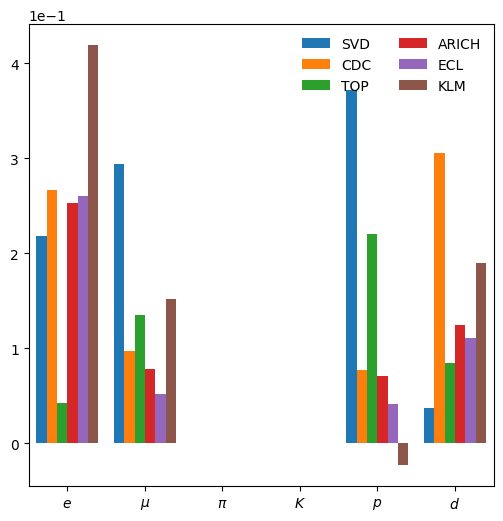 1e−1
SVD ARICH
CDC ECL
TOP KLM
4
3
2
1
0
e μ π K p d